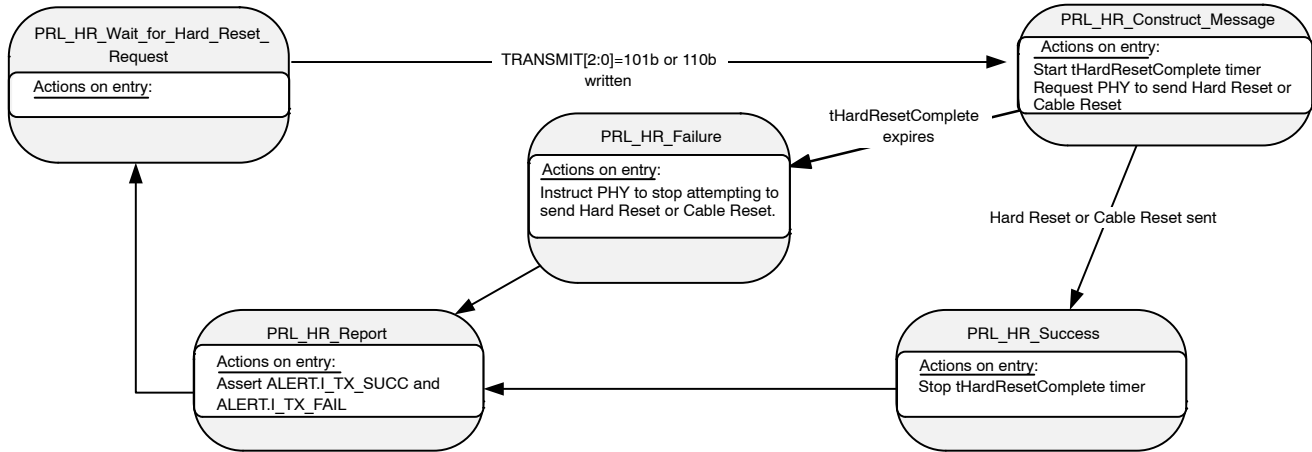 PRL_HR_Wait_for_Hard_Reset_
Request
Actions on entry:
TRANSMIT[2:0]=101b or 110b
written
PRL_HR_Construct_Message
Actions on entry:
Start tHardResetComplete timer
Request PHY to send Hard Reset or
Cable Reset
tHardResetComplete
expires
PRL_HR_Failure
Actions on entry:
Instruct PHY to stop attempting to
send Hard Reset or Cable Reset.
Hard Reset or Cable Reset sent
PRL_HR_Report
Actions on entry:
Assert ALERT.I_TX_SUCC and
ALERT.I_TX_FAIL
PRL_HR_Success
Actions on entry:
Stop tHardResetComplete timer